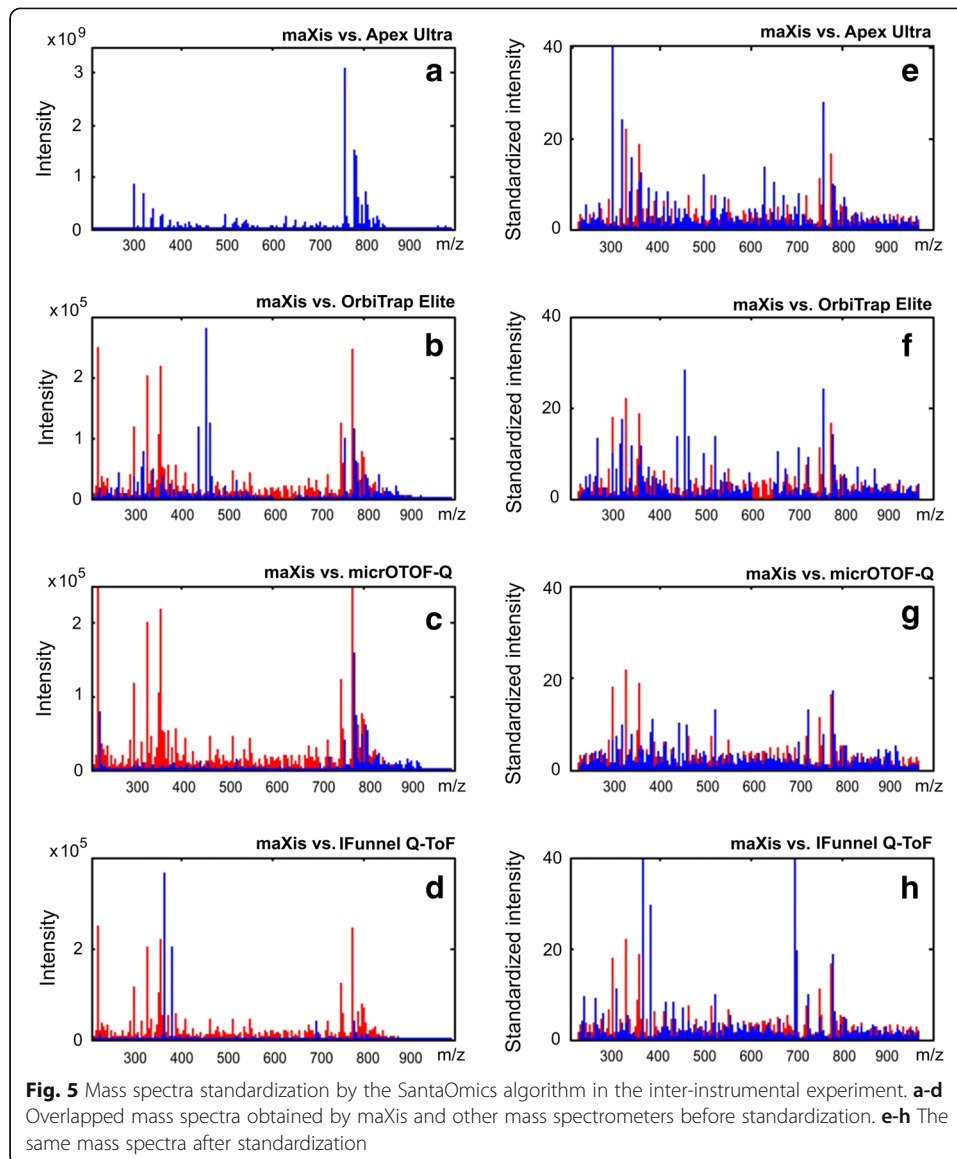 maXis vs. Apex Ultra
x10⁹
a
Intensity
3
2
1
0
300 400 500 600 700 800 900 m/z
maXis vs. Apex Ultra
e
Standardized intensity
40
20
0
300 400 500 600 700 800 900 m/z
maXis vs. OrbiTrap Elite
x10⁵
b
Intensity
2
1
0
300 400 500 600 700 800 900 m/z
maXis vs. OrbiTrap Elite
f
Standardized intensity
40
20
0
300 400 500 600 700 800 900 m/z
maXis vs. micrOTOF-Q
x10⁵
c
Intensity
2
1
0
300 400 500 600 700 800 900 m/z
maXis vs. micrOTOF-Q
g
Standardized intensity
40
20
0
300 400 500 600 700 800 900 m/z
maXis vs. IFunnel Q-ToF
x10⁵
d
Intensity
2
0
300 400 500 600 700 800 900 m/z
maXis vs. IFunnel Q-ToF
h
Standardized intensity
40
20
0
300 400 500 600 700 800 900 m/z
Fig. 5 Mass spectra standardization by the SantaOmics algorithm in the inter-instrumental experiment. a-d
Overlapped mass spectra obtained by maXis and other mass spectrometers before standardization. e-h The
same mass spectra after standardization